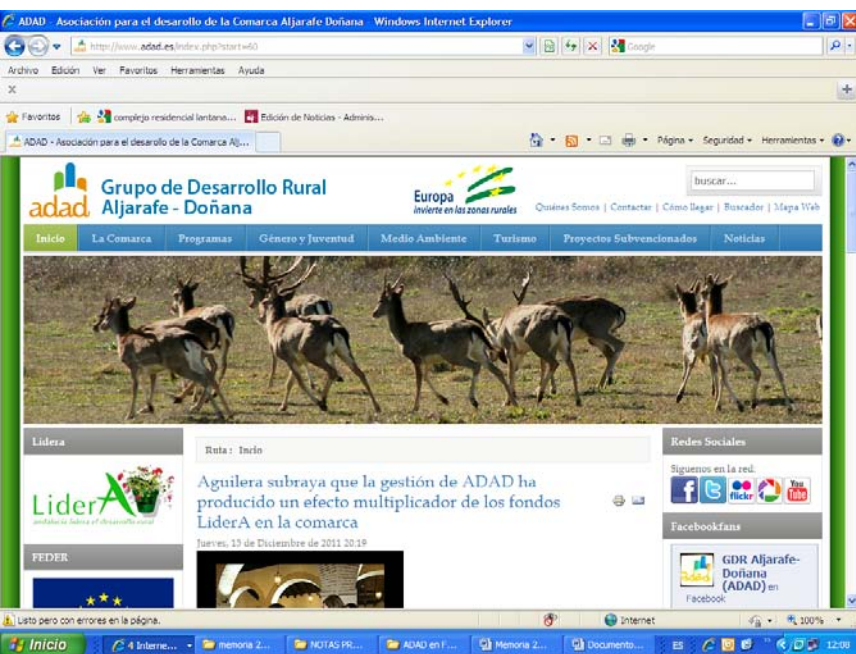 ADAD - Asociación para el desarollo de la Comarca Aljarafe Doñana - Windows Internet Explorer
http://www.adad.es/index.php?start=60
Google
Archivo Edición Ver Favoritos Herramientas Ayuda
X
Favoritos complejo residencial lantana... Edición de Noticias - Adminis...
ADAD - Asociación para el desarollo de la Comarca Alj...
Página Seguridad Herramientas
adad
Grupo de Desarrollo Rural
Aljarafe - Doñana
Europa
invierte en las zonas rurales
buscar...
Quiénes Somos | Contactar | Cómo llegar | Buscador | Mapa Web
Inicio La Comarca Programas Género y Juventud Medio Ambiente Turismo Proyectos Subvencionados Noticias
Lidera
LiderA
andalucía lidera el desarrollo rural
FEDER
Ruta : Inicio
Aguilera subraya que la gestión de ADAD ha
producido un efecto multiplicador de los fondos
LiderA en la comarca
Jueves, 15 de Diciembre de 2011 20:19
Redes Sociales
Siguenos en la red:
flickr
You
Tube
Facebookfans
adad
GDR Aljarafe-
Doñana
(ADAD) en
Facebook
Listo pero con errores en la página.
Internet
100%
Inicio
4 Interne...
memoria 2...
NOTAS PR...
ADAD en F...
Memoria 2...
Documento...
ES
12:08